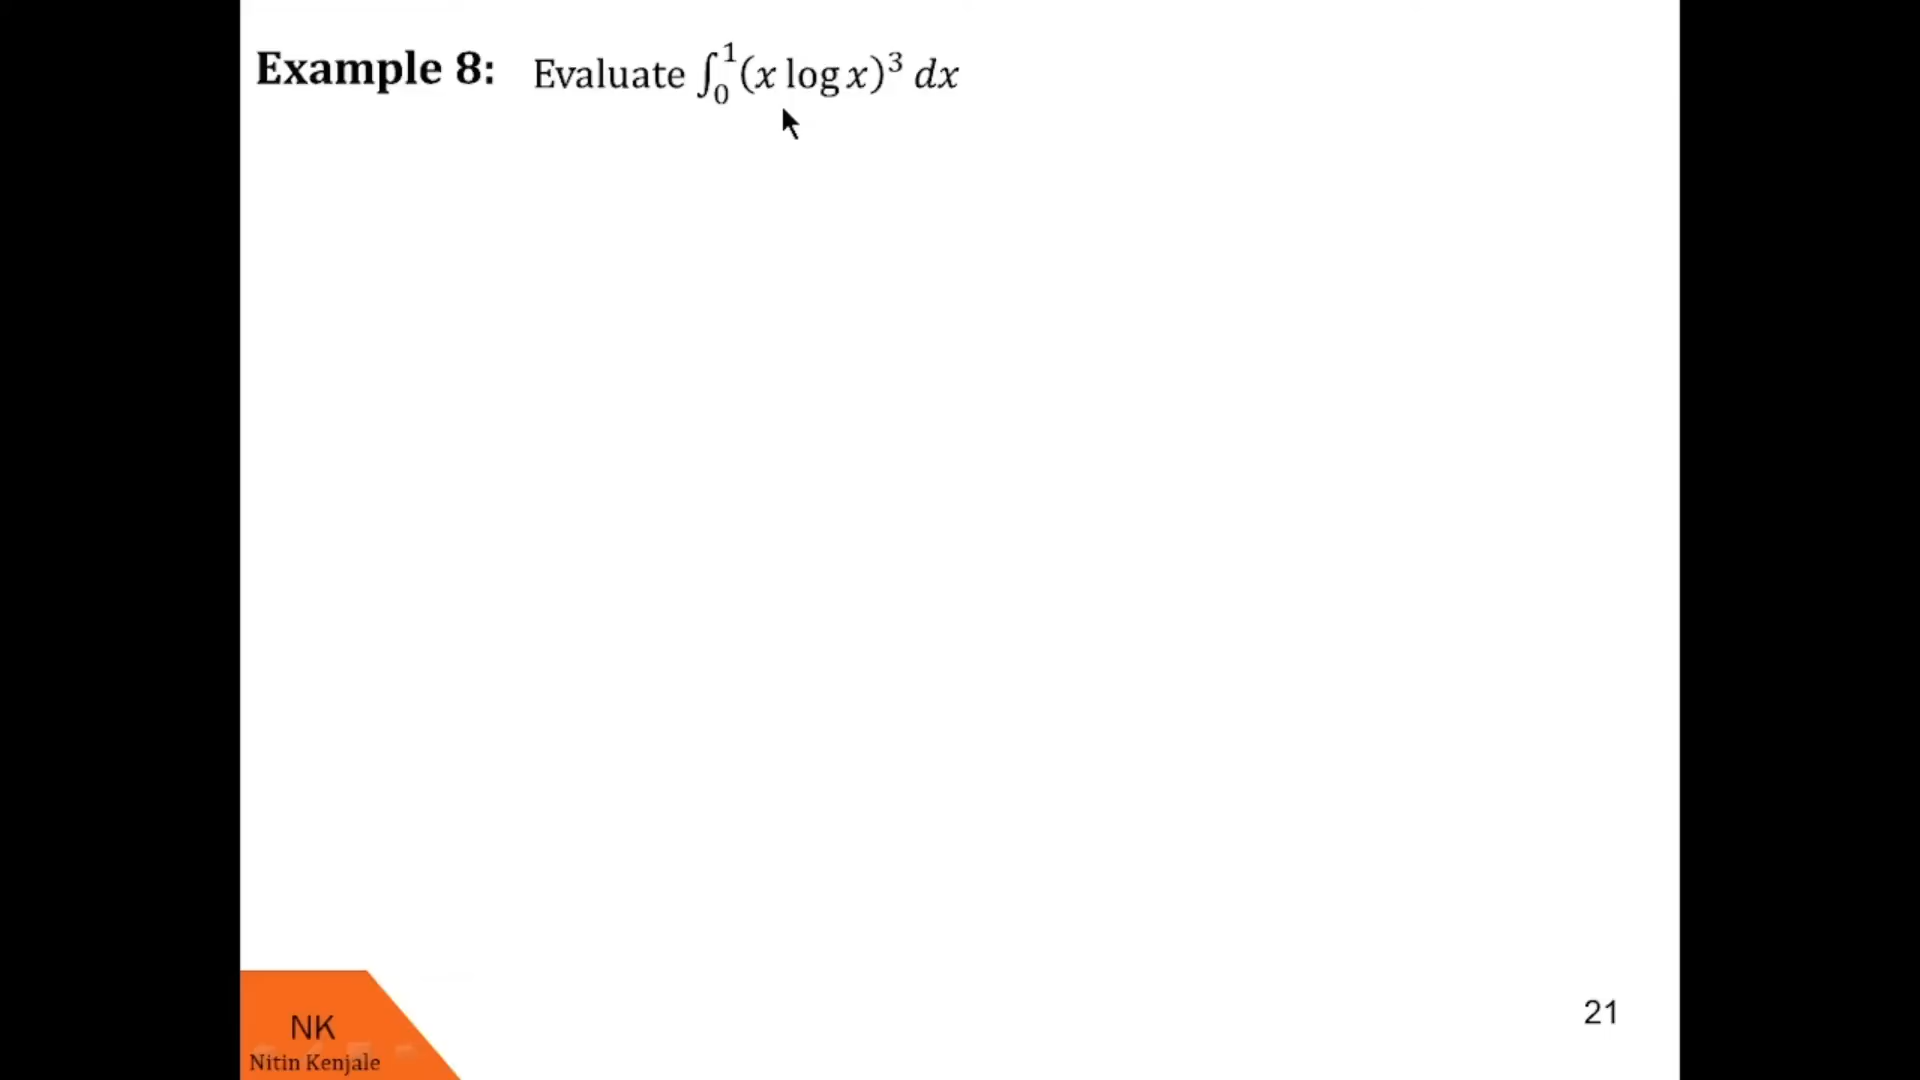 Example 8: Evaluate ∫₀¹(x log x)³ dx
NK
Nitin Kenjale
21